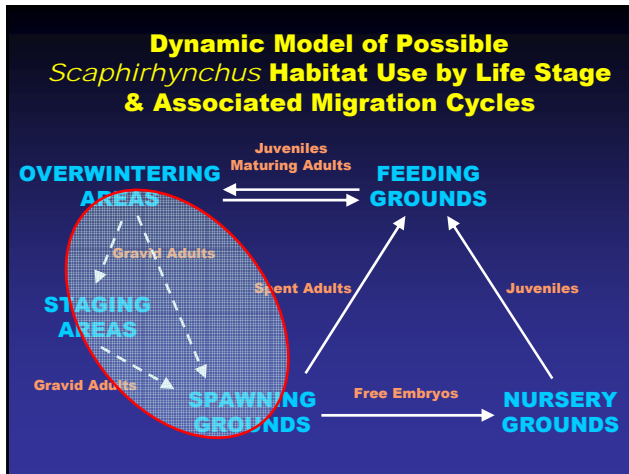 Dynamic Model of Possible
Scaphirhynchus Habitat Use by Life Stage
& Associated Migration Cycles
Juveniles
Maturing Adults
OVERWINTERING
AREAS
FEEDING
GROUNDS
Gravid Adults
Spent Adults
Juveniles
STAGING
AREAS
Gravid Adults
Free Embryos
SPAWNING
GROUNDS
NURSERY
GROUNDS